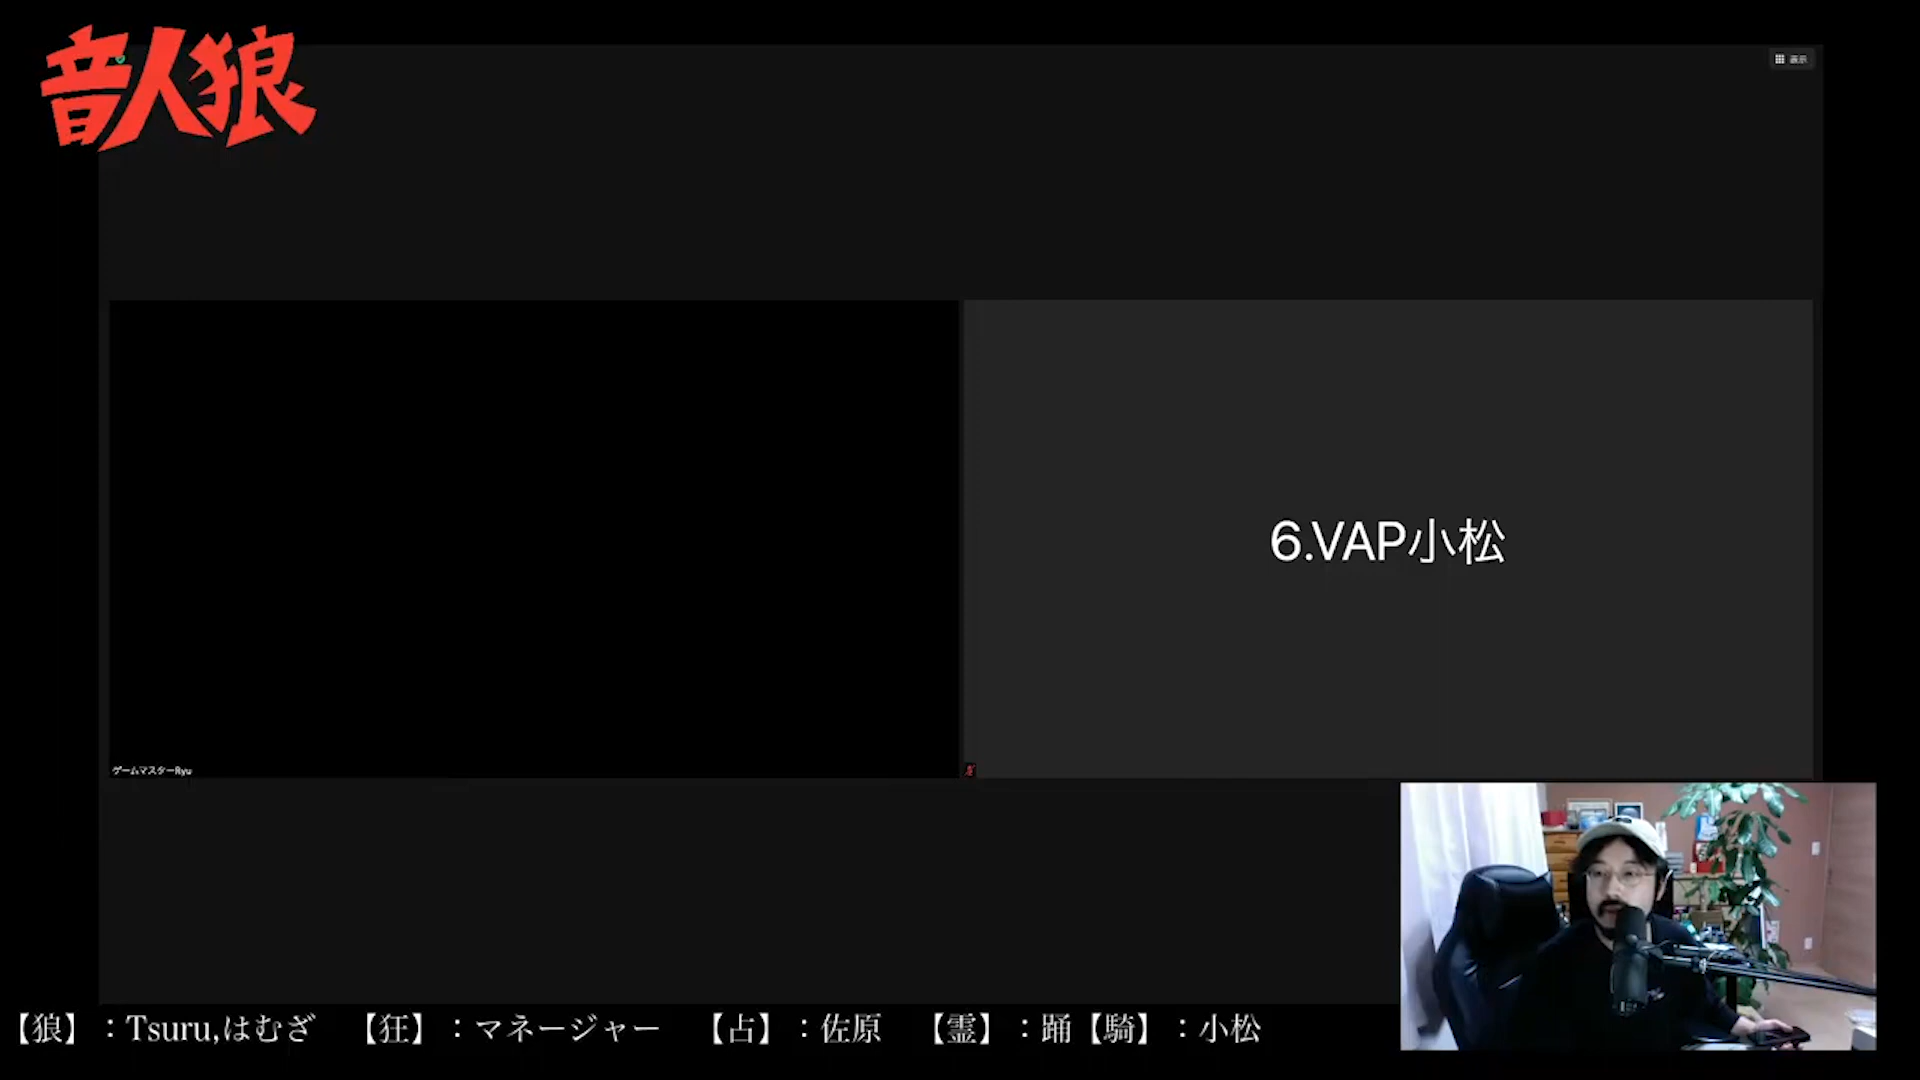 音人狼
表示
6.VAP小松
ゲームマスターRyu
【狼】：Tsuru,はむざ 【狂】：マネージャー 【占】：佐原 【霊】：踊【騎】：小松